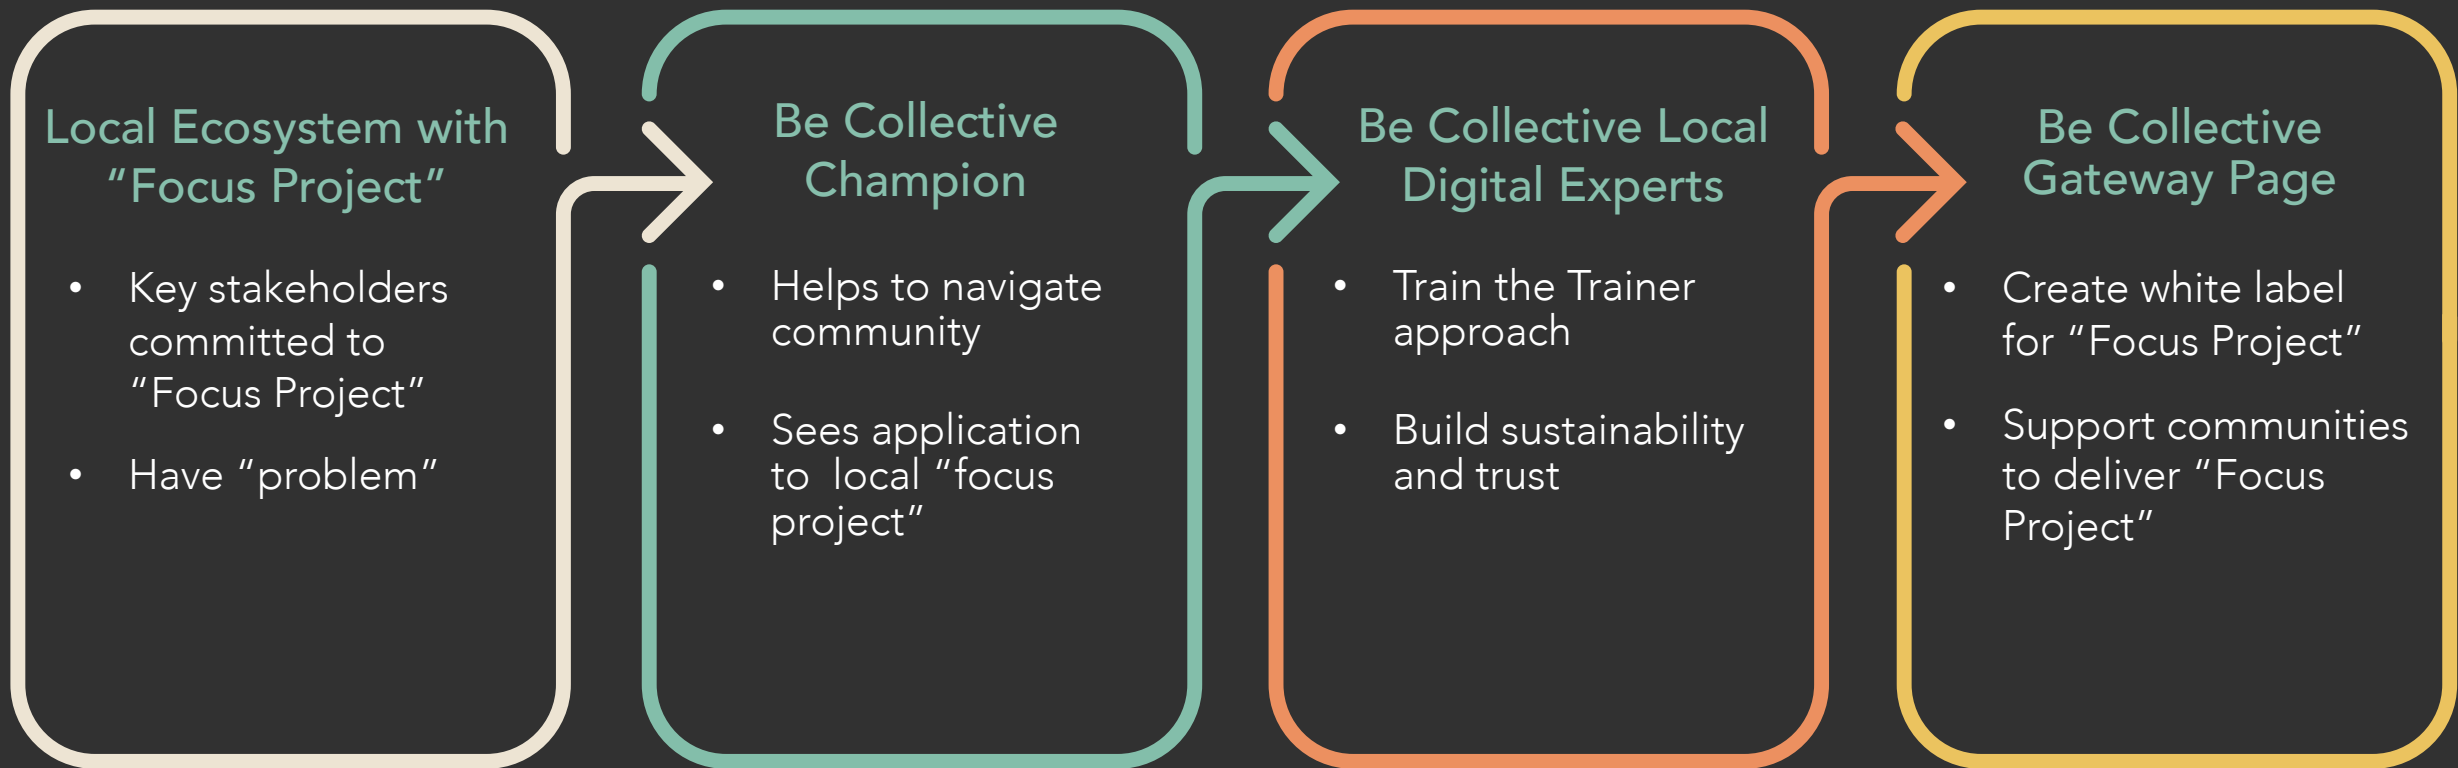 Local Ecosystem with
“Focus Project”
• Key stakeholders
committed to
“Focus Project”
• Have “problem”
Be Collective
Champion
• Helps to navigate
community
• Sees application
to  local “focus
project”
Be Collective Local
Digital Experts
• Train the Trainer
approach
• Build sustainability
and trust
Be Collective
Gateway Page
• Create white label
for “Focus Project”
• Support communities
to deliver “Focus
Project”